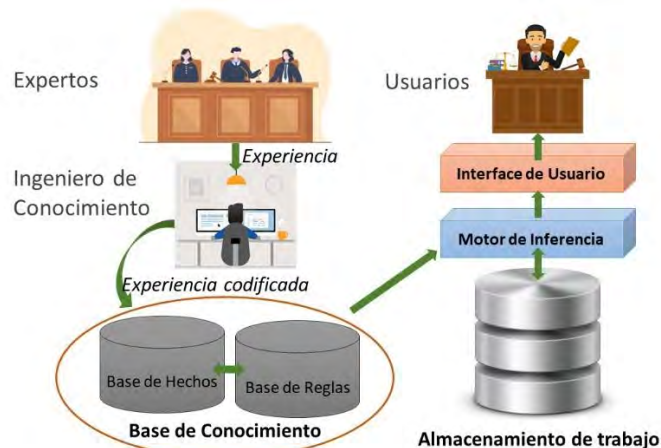 Expertos
Usuarios
Experiencia
Ingeniero de
Conocimiento
Interface de Usuario
Motor de Inferencia
Experiencia codificada
Base de Hechos
Base de Reglas
Base de Conocimiento
Almacenamiento de trabajo